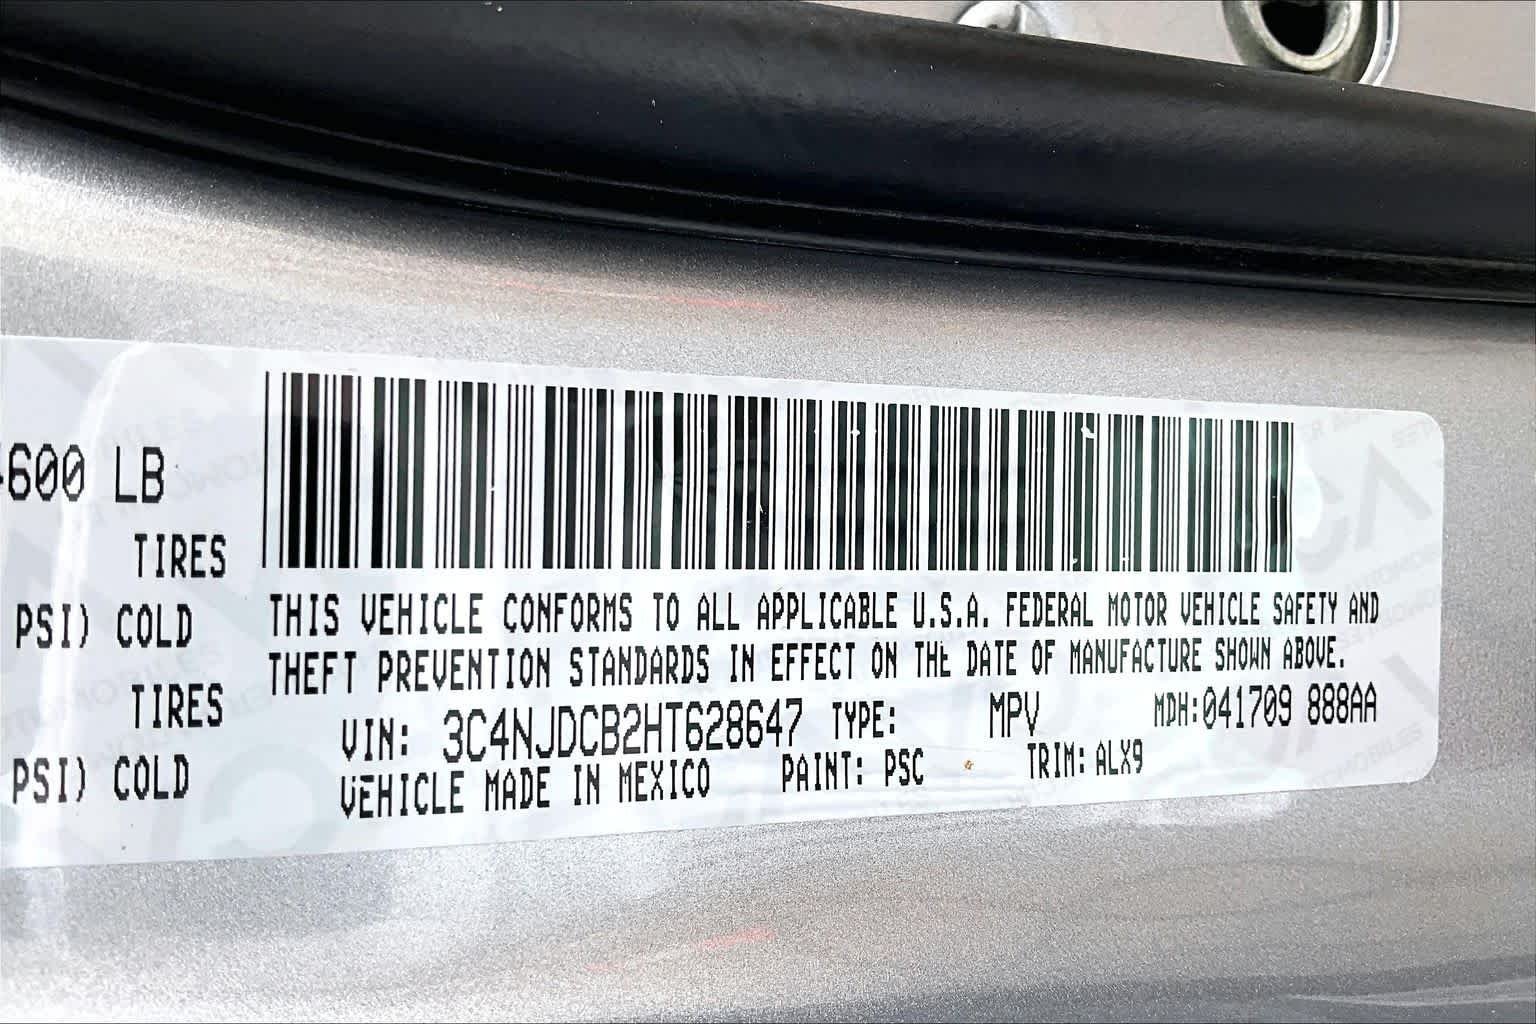 600 LB
TIRES
PSI) COLD
TIRES
PSI) COLD
THIS VEHICLE CONFORMS TO ALL APPLICABLE U.S.A. FEDERAL MOTOR VEHICLE SAFETY AND
THEFT PREVENTION STANDARDS IN EFFECT ON THE DATE OF MANUFACTURE SHOWN ABOVE.
VIN: 3C4NJDCB2HT628647 TYPE: MPV MDH:041709 888AA
VEHICLE MADE IN MEXICO PAINT: PSC TRIM: ALX9